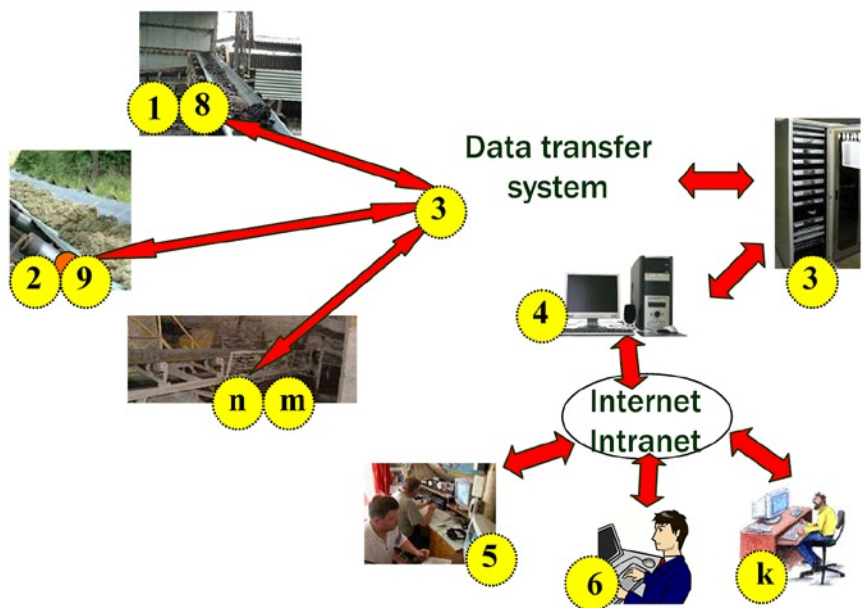 1 8
Data transfer
system
3
2 9
3
4
n m
Internet
Intranet
5
6
k